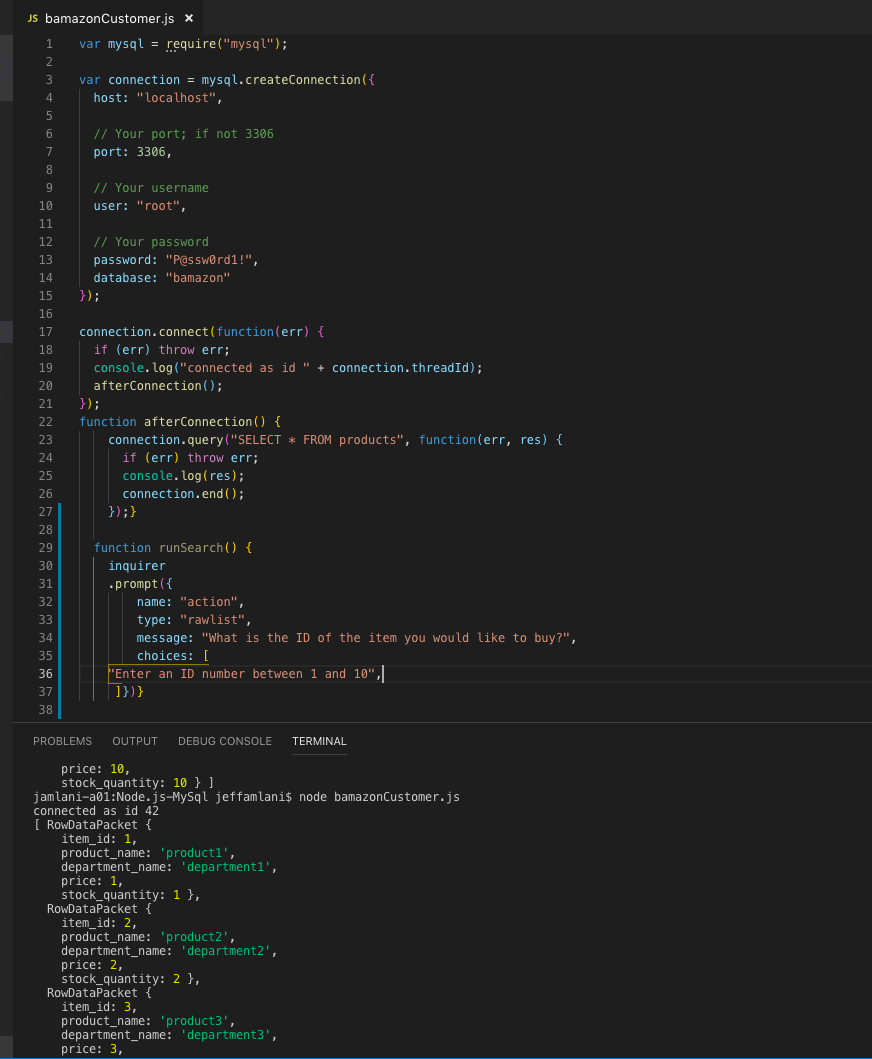 JS bamazonCustomer.js ×
1 var mysql = require("mysql");
2
3 var connection = mysql.createConnection({
4 host: "localhost",
5
6 // Your port; if not 3306
7 port: 3306,
8
9 // Your username
10 user: "root",
11
12 // Your password
13 password: "P@ssw0rd1!",
14 database: "bamazon"
15 });
16
17 connection.connect(function(err) {
18 if (err) throw err;
19 console.log("connected as id " + connection.threadId);
20 afterConnection();
21 });
22 function afterConnection() {
23 connection.query("SELECT * FROM products", function(err, res) {
24 if (err) throw err;
25 console.log(res);
26 connection.end();
27 });}
28
29 function runSearch() {
30 inquirer
31 .prompt({
32 name: "action",
33 type: "rawlist",
34 message: "What is the ID of the item you would like to buy?",
35 choices: [
36 "Enter an ID number between 1 and 10",
37 ]})}
38
PROBLEMS OUTPUT DEBUG CONSOLE TERMINAL
price: 10,
stock_quantity: 10 } ]
jamlani-a01:Node.js-MySql jeffamlani$ node bamazonCustomer.js
connected as id 42
[ RowDataPacket {
item_id: 1,
product_name: 'product1',
department_name: 'department1',
price: 1,
stock_quantity: 1 },
RowDataPacket {
item_id: 2,
product_name: 'product2',
department_name: 'department2',
price: 2,
stock_quantity: 2 },
RowDataPacket {
item_id: 3,
product_name: 'product3',
department_name: 'department3',
price: 3,